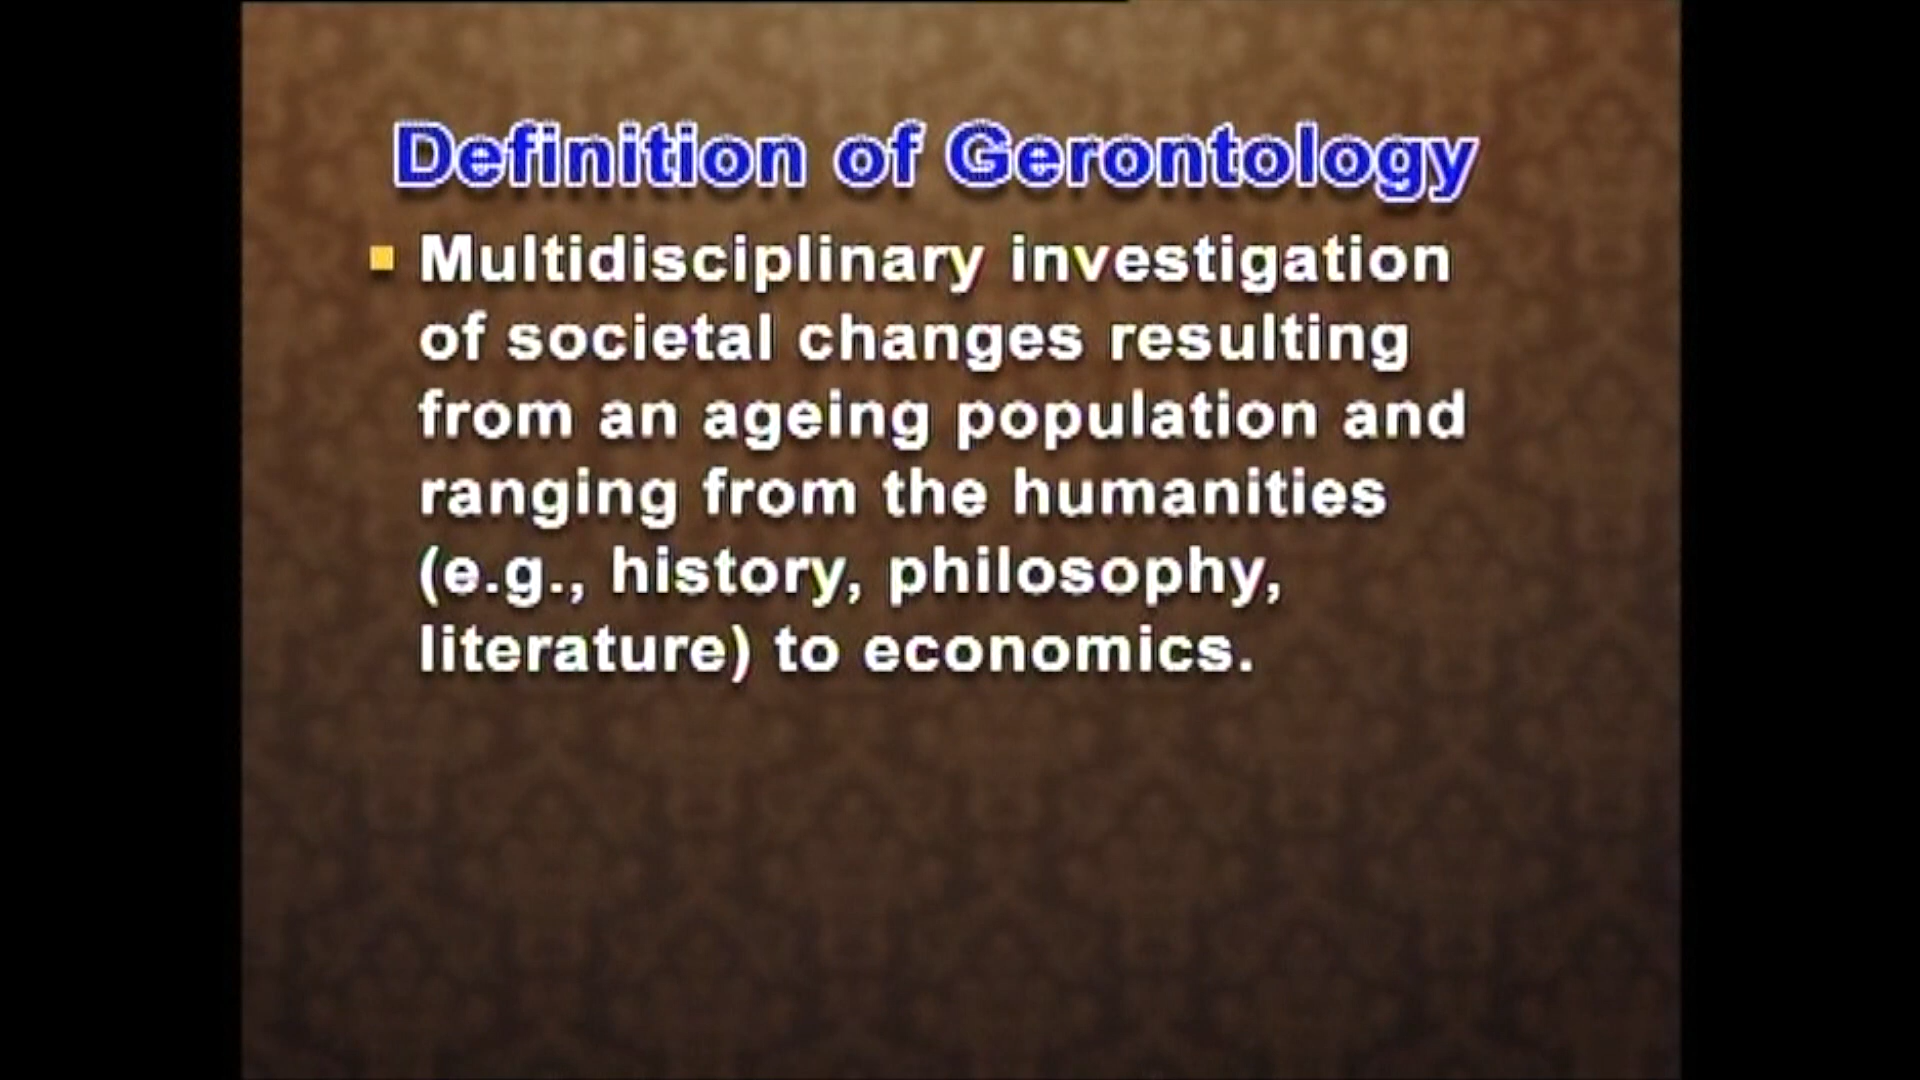 Definition of Gerontology
Multidisciplinary investigation
of societal changes resulting
from an ageing population and
ranging from the humanities
(e.g., history, philosophy,
literature) to economics.